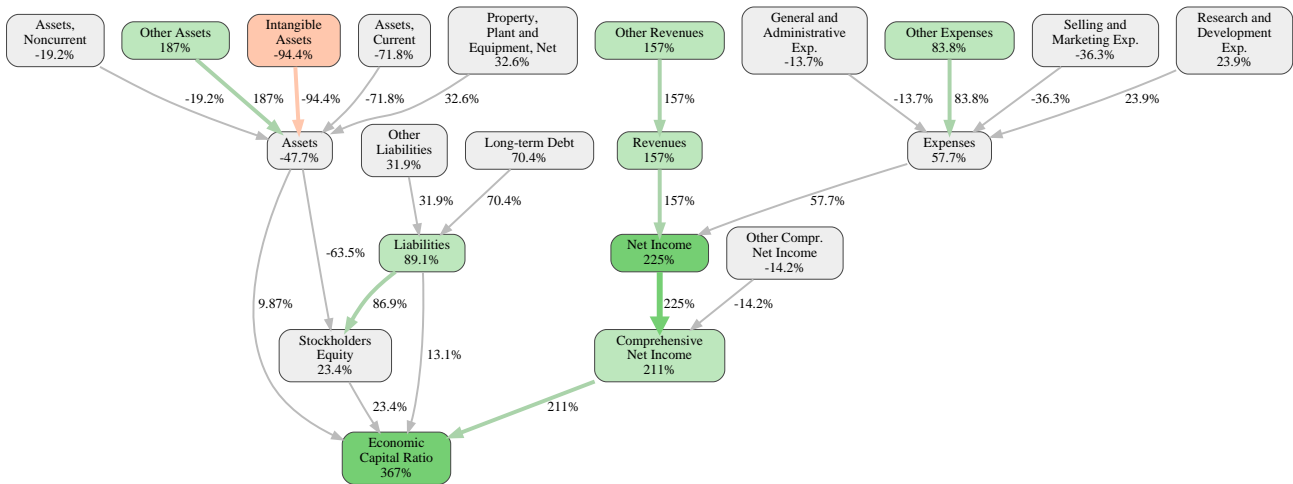 Assets,
Noncurrent
-19.2%
Other Assets
187%
Intangible
Assets
-94.4%
Assets,
Current
-71.8%
Property,
Plant and
Equipment, Net
32.6%
Other Revenues
157%
General and
Administrative
Exp.
-13.7%
Other Expenses
83.8%
Selling and
Marketing Exp.
-36.3%
Research and
Development
Exp.
23.9%
-19.2%
187%
-94.4%
-71.8%
32.6%
157%
-13.7%
83.8%
-36.3%
23.9%
Assets
-47.7%
Other
Liabilities
31.9%
Long-term Debt
70.4%
Revenues
157%
Expenses
57.7%
31.9%
70.4%
157%
57.7%
-63.5%
Liabilities
89.1%
Net Income
225%
Other Compr.
Net Income
-14.2%
9.87%
86.9%
225%
-14.2%
Stockholders
Equity
23.4%
13.1%
Comprehensive
Net Income
211%
23.4%
211%
Economic
Capital Ratio
367%